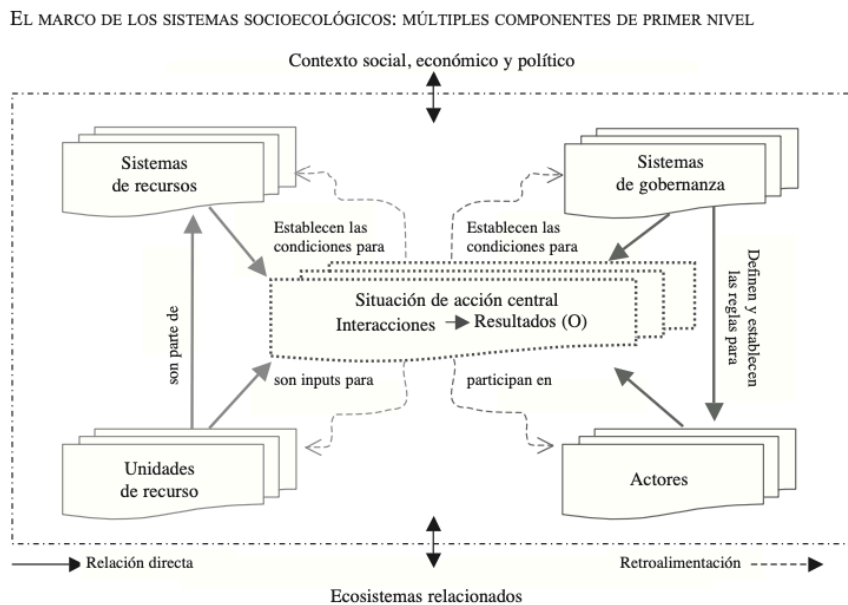 EL MARCO DE LOS SISTEMAS SOCIOECOLÓGICOS: MÚLTIPLES COMPONENTES DE PRIMER NIVEL
Contexto social, económico y político
Sistemas
de recursos
Sistemas
de gobernanza
Establecen las
condiciones para
Establecen las
condiciones para
Definen y establecen
las reglas para
Situación de acción central
Interacciones
Resultados (O)
son parte de
son inputs para
participan en
Unidades
de recurso
Actores
Relación directa
Retroalimentación
Ecosistemas relacionados